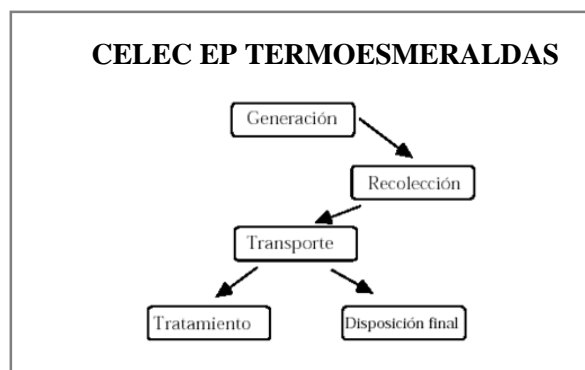 CELEC EP TERMOESMERALDAS
Generación
Recolección
Transporte
Tratamiento
Disposición final